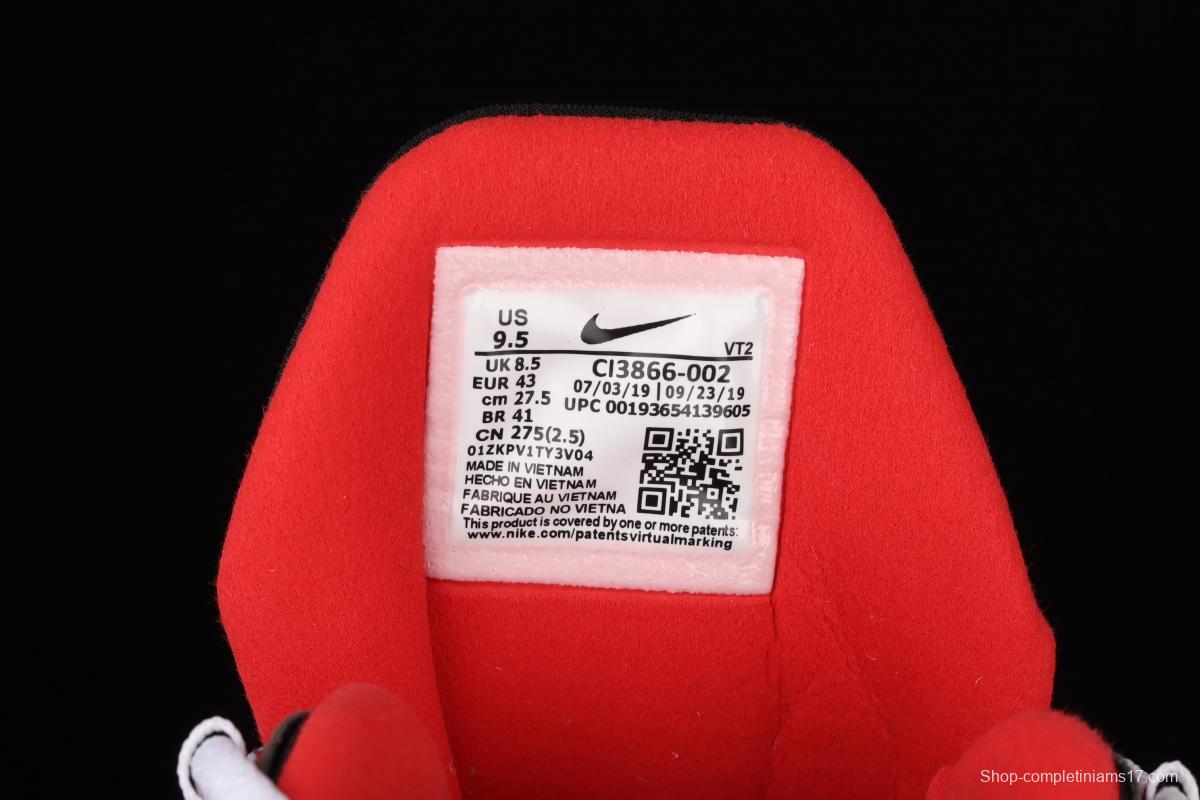 US
9.5
VT2
UK 8.5
EUR 43
cm 27.5
BR 41
CN 275(2.5)
CI3866-002
07/03/19 | 09/23/19
UPC 00193654139605
01ZKPV1TY3V04
MADE IN VIETNAM
HECHO EN VIETNAM
FABRIQUE AU VIETNAM
FABRICADO NO VIETNA
This product is covered by one or more patents:
www.nike.com/patentsvirtualmarking
Shop-completiniams17.com